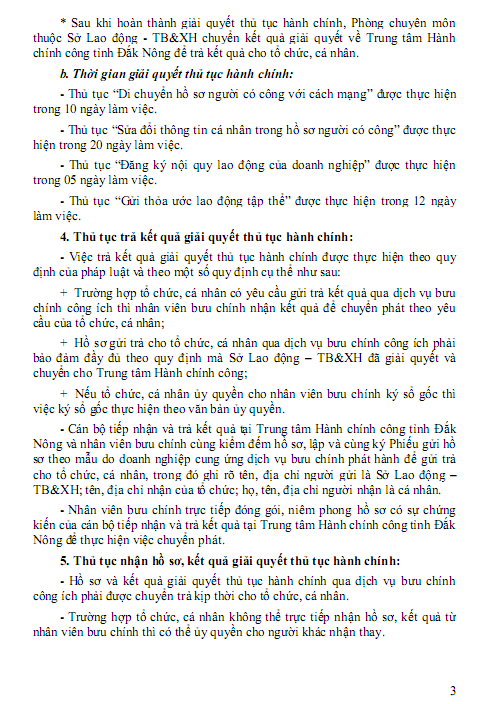 * Sau khi hoàn thành giải quyết thủ tục hành chính, Phòng chuyên môn
thuộc Sở Lao động - TB&XH chuyển kết quả giải quyết về Trung tâm Hành
chính công tỉnh Đắk Nông để trả kết quả cho tổ chức, cá nhân.
b. Thời gian giải quyết thủ tục hành chính:
- Thủ tục “Di chuyển hồ sơ người có công với cách mạng” được thực hiện
trong 10 ngày làm việc.
- Thủ tục “Sửa đổi thông tin cá nhân trong hồ sơ người có công” được thực
hiện trong 20 ngày làm việc.
- Thủ tục “Đăng ký nội quy lao động của doanh nghiệp” được thực hiện
trong 05 ngày làm việc.
- Thủ tục “Gửi thỏa ước lao động tập thể” được thực hiện trong 12 ngày
làm việc.
4. Thủ tục trả kết quả giải quyết thủ tục hành chính:
- Việc trả kết quả giải quyết thủ tục hành chính được thực hiện theo quy
định của pháp luật và theo một số quy định cụ thể như sau:
+ Trường hợp tổ chức, cá nhân có yêu cầu gửi trả kết quả qua dịch vụ bưu
chính công ích thì nhân viên bưu chính nhận kết quả để chuyển phát theo yêu
cầu của tổ chức, cá nhân;
+ Hồ sơ gửi trả cho tổ chức, cá nhân qua dịch vụ bưu chính công ích phải
bảo đảm đầy đủ theo quy định mà Sở Lao động – TB&XH đã giải quyết và
chuyển cho Trung tâm Hành chính công;
+ Nếu tổ chức, cá nhân ủy quyền cho nhân viên bưu chính ký sổ gốc thì
việc ký sổ gốc thực hiện theo văn bản ủy quyền.
- Cán bộ tiếp nhận và trả kết quả tại Trung tâm Hành chính công tỉnh Đắk
Nông và nhân viên bưu chính cùng kiểm đếm hồ sơ, lập và cùng ký Phiếu gửi hồ
sơ theo mẫu do doanh nghiệp cung ứng dịch vụ bưu chính phát hành để gửi trả
cho tổ chức, cá nhân, trong đó ghi rõ tên, địa chỉ người gửi là Sở Lao động –
TB&XH; tên, địa chỉ nhận của tổ chức; họ, tên, địa chỉ người nhận là cá nhân.
- Nhân viên bưu chính trực tiếp đóng gói, niêm phong hồ sơ có sự chứng
kiến của cán bộ tiếp nhận và trả kết quả tại Trung tâm Hành chính công tỉnh Đắk
Nông để thực hiện việc chuyển phát.
5. Thủ tục nhận hồ sơ, kết quả giải quyết thủ tục hành chính:
- Hồ sơ và kết quả giải quyết thủ tục hành chính qua dịch vụ bưu chính
công ích phải được chuyển trả kịp thời cho tổ chức, cá nhân.
- Trường hợp tổ chức, cá nhân không thể trực tiếp nhận hồ sơ, kết quả từ
nhân viên bưu chính thì có thể ủy quyền cho người khác nhận thay.
3